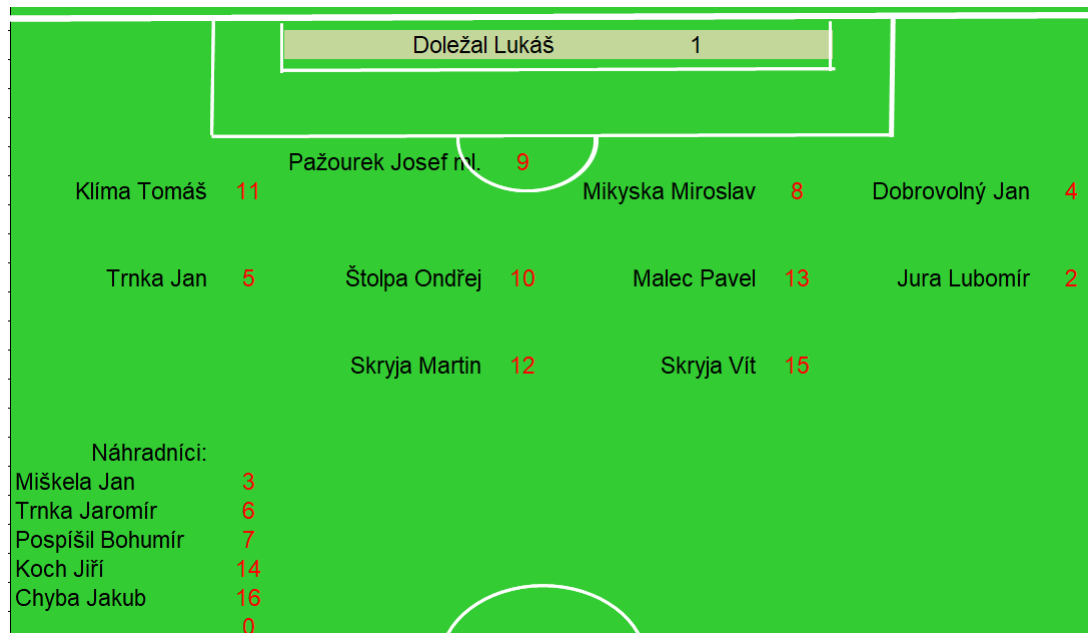 Doležal Lukáš 1
Pažourek Josef ml. 9
Klíma Tomáš 11 Mikyska Miroslav 8 Dobrovolný Jan 4
Trnka Jan 5 Štolpa Ondřej 10 Malec Pavel 13 Jura Lubomír 2
Skryja Martin 12 Skryja Vít 15
Náhradníci:
Miškela Jan 3
Trnka Jaromír 6
Pospíšil Bohumír 7
Koch Jiří 14
Chyba Jakub 16
0